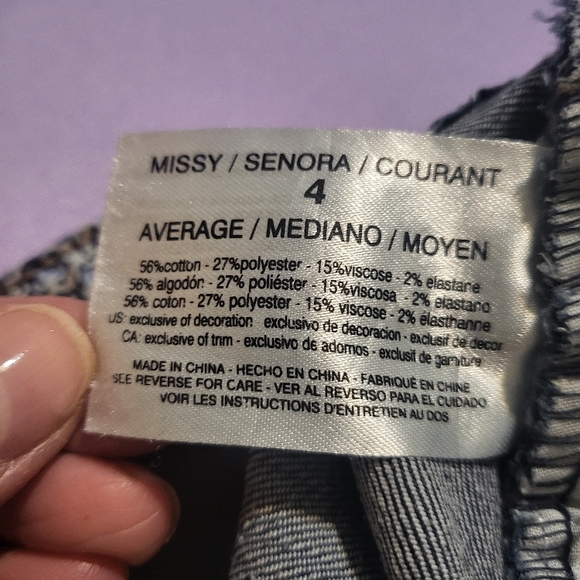 MISSY / SENORA / COURANT
4
AVERAGE / MEDIANO / MOYEN
56%cotton - 27%polyester - 15%viscose - 2% elastane
56% algodón - 27% poliéster - 15%viscosa - 2% elastano
56% coton - 27% polyester - 15% viscose - 2% élasthanne
US: exclusive of decoration exclusivo de decoracion - exclusif de decor
CA: exclusive of trim - exclusivo de adornos - exclusif de garniture
MADE IN CHINA - HECHO EN CHINA - FABRIQUÉ EN CHINE
SEE REVERSE FOR CARE - VER AL REVERSO PARA EL CUIDADO
VOIR LES INSTRUCTIONS D'ENTRETIEN AU DOS